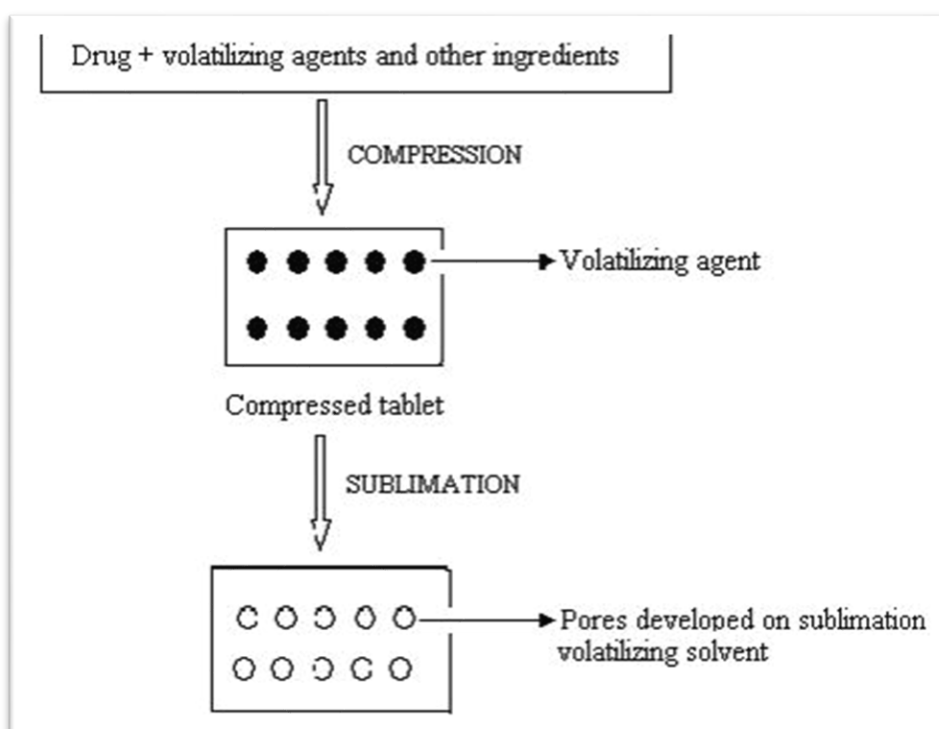 Drug + volatilizing agents and other ingredients
COMPRESSION
Volatilizing agent
Compressed tablet
SUBLIMATION
Pores developed on sublimation
volatilizing solvent